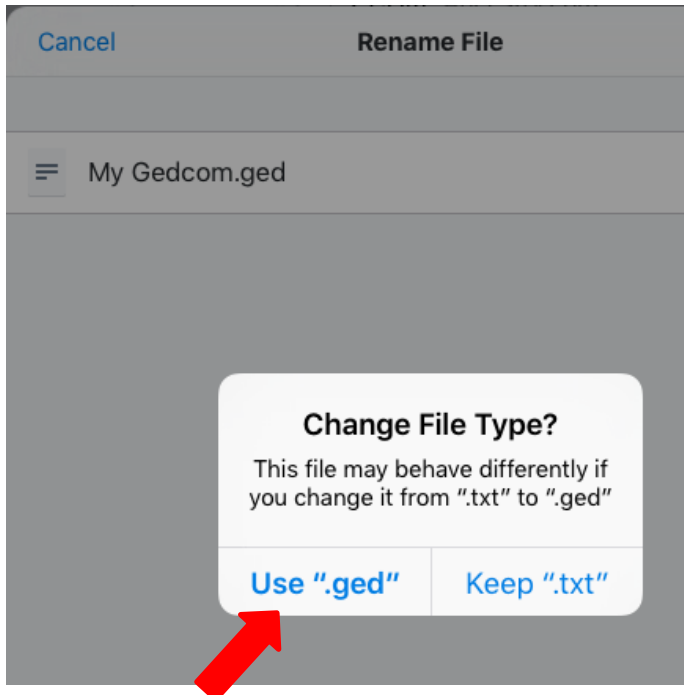 Cancel Rename File
My Gedcom.ged
Change File Type?
This file may behave differently if
you change it from “.txt” to “.ged”
Use “.ged” Keep “.txt”